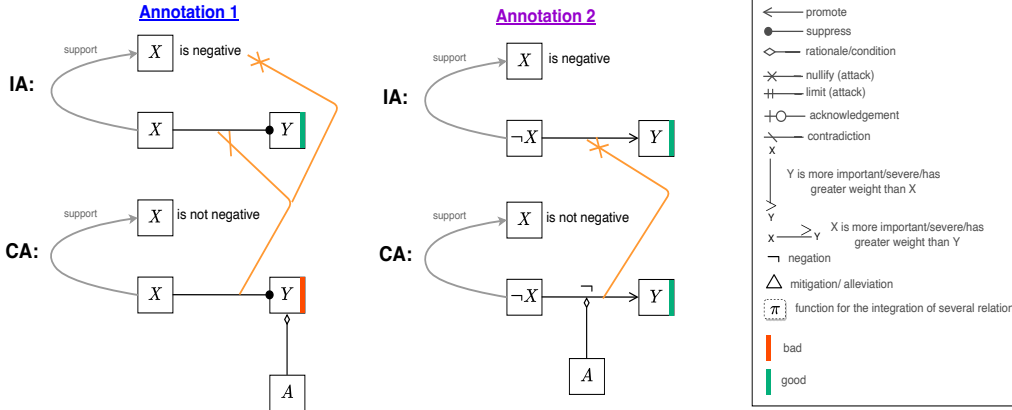 Annotation 1
Annotation 2
support
X
is negative
IA:
X
Y
support
X
is not negative
CA:
X
Y
A
support
X
is negative
IA:
¬X
Y
support
X
is not negative
CA:
¬X
¬
Y
A
promote
suppress
rationale/condition
nullify (attack)
limit (attack)
acknowledgement
contradiction
X
Y is more important/severe/has
greater weight than X
Y
X Y
X is more important/severe/has
greater weight than Y
¬ negation
mitigation/ alleviation
π function for the integration of several relation
bad
good